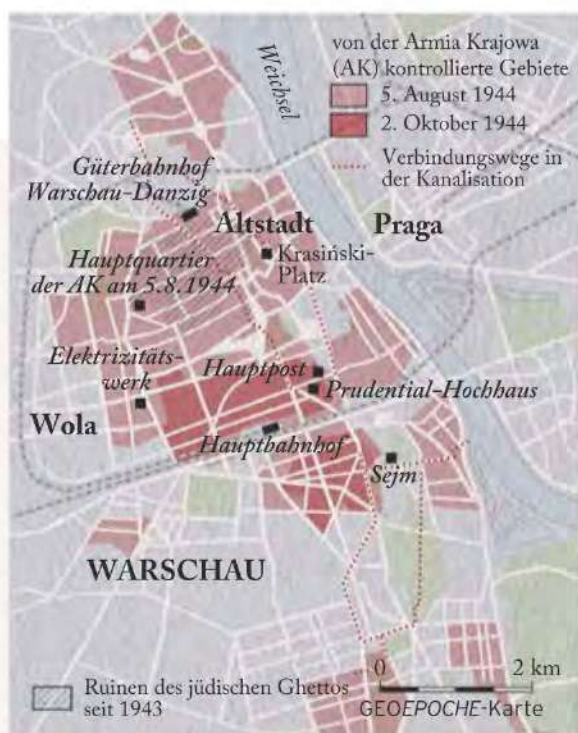 von der Armia Krajowa
(AK) kontrollierte Gebiete
5. August 1944
2. Oktober 1944
Verbindungswege in
der Kanalisation
Weichsel
Güterbahnhof
Warschau-Danzig
Altstadt
Praga
Krasiński-
Platz
Hauptquartier
der AK am 5.8.1944
Elektrizitäts-
werk
Hauptpost
Prudential-Hochhaus
Wola
Hauptbahnhof
Sejm
WARSCHAU
Ruinen des jüdischen Ghettos
seit 1943
0 2 km
GEOEPOCHE-Karte